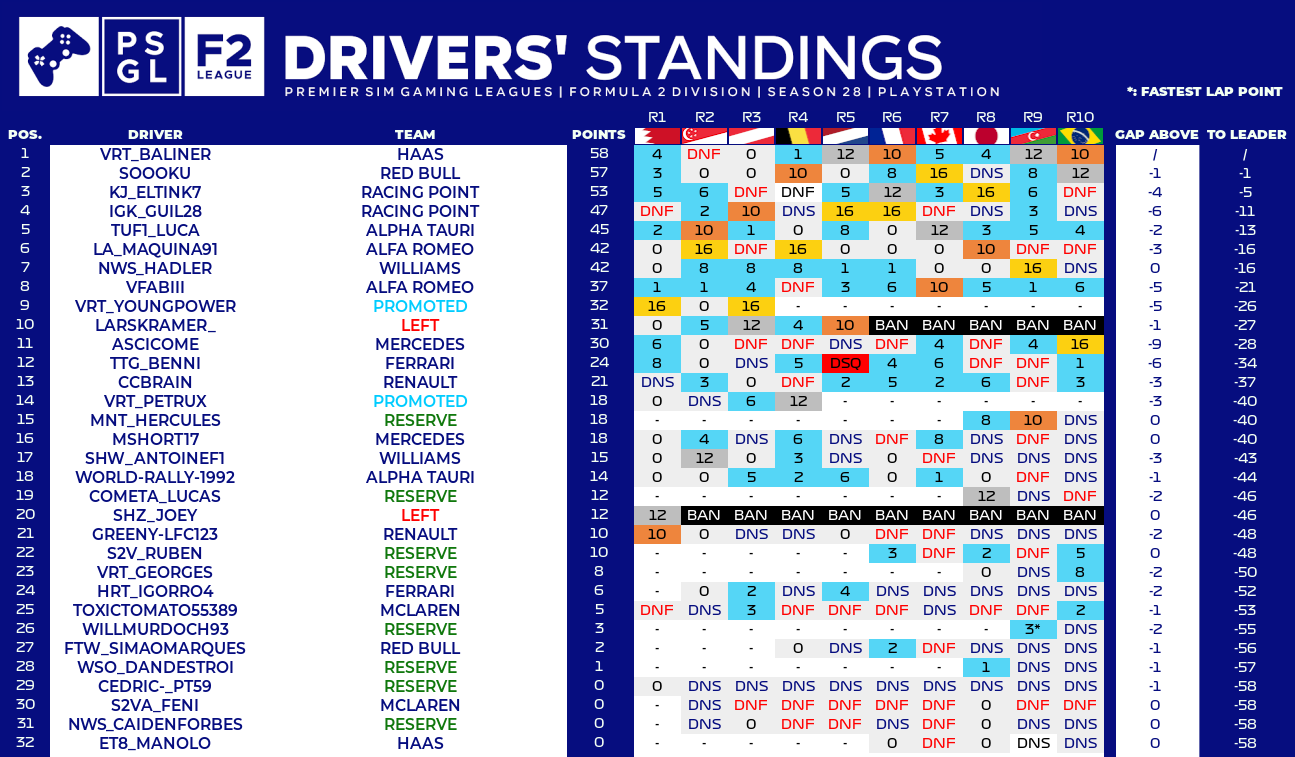 PS
GL
F2
LEAGUE
DRIVERS' STANDINGS
PREMIER SIM GAMING LEAGUES | FORMULA 2 DIVISION | SEASON 28 | PLAYSTATION
*: FASTEST LAP POINT
R1 R2 R3 R4 R5 R6 R7 R8 R9 R10
POS. DRIVER TEAM POINTS GAP ABOVE TO LEADER
1 VRT_BALINER HAAS 58 4 DNF 0 1 12 10 5 4 12 10 / /
2 SOOOKU RED BULL 57 3 0 0 10 0 8 16 DNS 8 12 -1 -1
3 KJ_ELTINK7 RACING POINT 53 5 6 DNF DNF 5 12 3 16 6 DNF -4 -5
4 IGK_GUIL28 RACING POINT 47 DNF 2 10 DNS 16 16 DNF DNS 3 DNS -6 -11
5 TUF1_LUCA ALPHA TAURI 45 2 10 1 0 8 0 12 3 5 4 -2 -13
6 LA_MAQUINA91 ALFA ROMEO 42 0 16 DNF 16 0 0 0 10 DNF DNF -3 -16
7 NWS_HADLER WILLIAMS 42 0 8 8 8 1 1 0 0 16 DNS 0 -16
8 VFABIII ALFA ROMEO 37 1 1 4 DNF 3 6 10 5 1 6 -5 -21
9 VRT_YOUNGPOWER PROMOTED 32 16 0 16 - - - - - - - -5 -26
10 LARSKRAMER_ LEFT 31 0 5 12 4 10 BAN BAN BAN BAN BAN -1 -27
11 ASCICOME MERCEDES 30 6 0 DNF DNF DNS DNF 4 DNF 4 16 -9 -28
12 TTG_BENNI FERRARI 24 8 0 DNS 5 DSQ 4 6 DNF DNF 1 -6 -34
13 CCBRAIN RENAULT 21 DNS 3 0 DNF 2 5 2 6 DNF 3 -3 -37
14 VRT_PETRUX PROMOTED 18 0 DNS 6 12 - - - - - - -3 -40
15 MNT_HERCULES RESERVE 18 - - - - - - - 8 10 DNS 0 -40
16 MSHORT17 MERCEDES 18 0 4 DNS 6 DNS DNF 8 DNS DNF DNS 0 -40
17 SHW_ANTOINEF1 WILLIAMS 15 0 12 0 3 DNS 0 DNF DNS DNS DNS -3 -43
18 WORLD-RALLY-1992 ALPHA TAURI 14 0 0 5 2 6 0 1 0 DNF DNS -1 -44
19 COMETA_LUCAS RESERVE 12 - - - - - - - 12 DNS DNF -2 -46
20 SHZ_JOEY LEFT 12 12 BAN BAN BAN BAN BAN BAN BAN BAN BAN 0 -46
21 GREENY-LFC123 RENAULT 10 10 0 DNS DNS 0 DNF DNF DNS DNS DNS -2 -48
22 S2V_RUBEN RESERVE 10 - - - - - 3 DNF 2 DNF 5 0 -48
23 VRT_GEORGES RESERVE 8 - - - - - - - 0 DNS 8 -2 -50
24 HRT_IGORRO4 FERRARI 6 - 0 2 DNS 4 DNS DNS DNS DNS DNS -2 -52
25 TOXICTOMATO55389 MCLAREN 5 DNF DNS 3 DNF DNF DNF DNS DNF DNF 2 -1 -53
26 WILLMURDOCH93 RESERVE 3 - - - - - - - - 3* DNS -2 -55
27 FTW_SIMAOMARQUES RED BULL 2 - - - 0 DNS 2 DNF DNS DNS DNS -1 -56
28 WSO_DANDESTROI RESERVE 1 - - - - - - - 1 DNS DNS -1 -57
29 CEDRIC-_PT59 RESERVE 0 0 DNS DNS DNS DNS DNS DNS DNS DNS DNS -1 -58
30 S2VA_FENI MCLAREN 0 - DNS DNF DNF DNF DNF DNF 0 DNF DNF 0 -58
31 NWS_CAIDENFORBES RESERVE 0 - DNS 0 DNF DNF DNS DNF 0 DNS DNS 0 -58
32 ET8_MANOLO HAAS 0 - - - - - 0 DNF 0 DNS DNS 0 -58